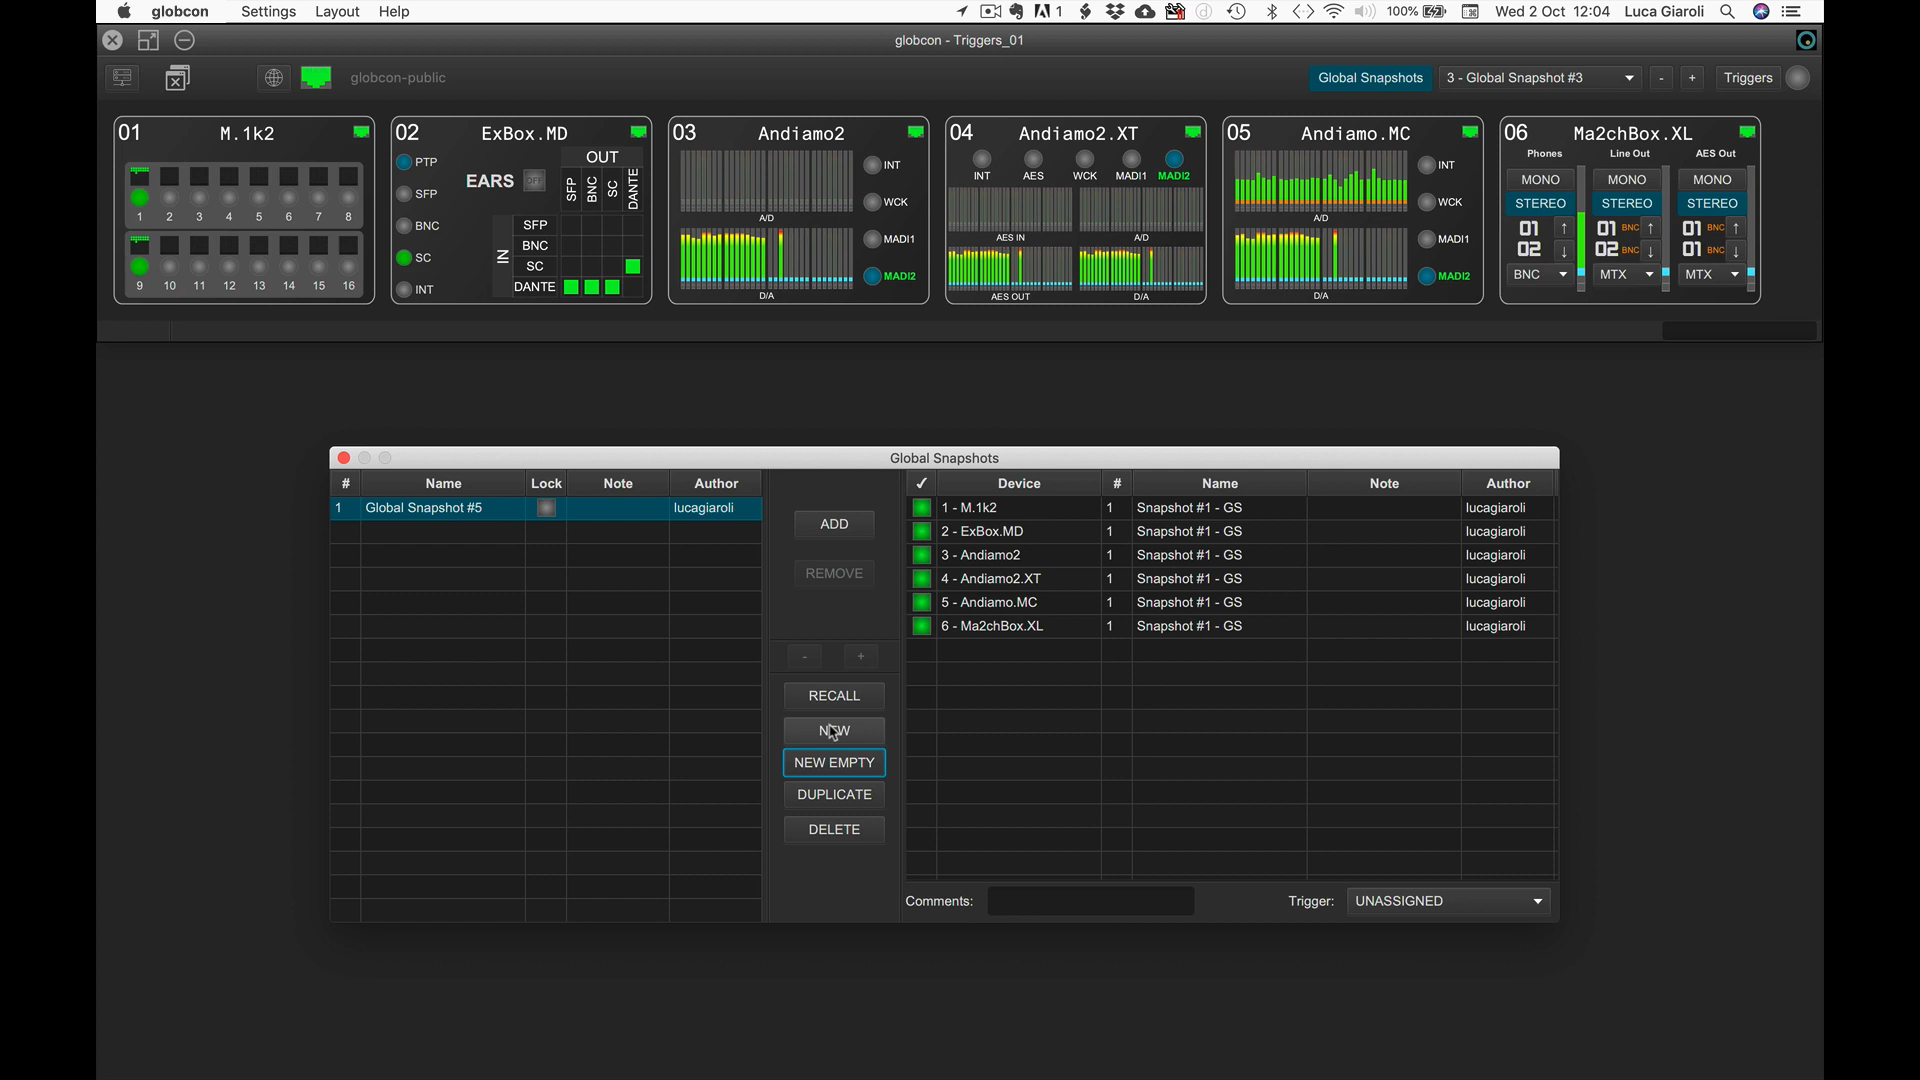 globcon Settings Layout Help 1 100% Wed 2 Oct 12:04 Luca Giaroli
globcon - Triggers_01
globcon-public Global Snapshots 3 - Global Snapshot #3 - + Triggers
01 M.1k2
1 2 3 4 5 6 7 8
9 10 11 12 13 14 15 16
02 ExBox.MD
PTP
SFP
BNC
SC
INT
EARS OFF
OUT
SFP BNC SC DANTE
IN
SFP
BNC
SC
DANTE
03 Andiamo2
A/D
D/A
INT
WCK
MADI1
MADI2
04 Andiamo2.XT
INT AES WCK MADI1 MADI2
AES IN A/D
AES OUT D/A
05 Andiamo.MC
A/D
D/A
INT
WCK
MADI1
MADI2
06 Ma2chBox.XL
Phones Line Out AES Out
MONO MONO MONO
STEREO STEREO STEREO
01 ↑ 01 BNC ↑ 01 BNC ↑
02 ↓ 02 BNC ↓ 01 BNC ↓
BNC MTX MTX
Global Snapshots
# Name Lock Note Author
1 Global Snapshot #5 lucagiaroli
ADD
REMOVE
- +
RECALL
NEW
NEW EMPTY
DUPLICATE
DELETE
✓ Device # Name Note Author
1 - M.1k2 1 Snapshot #1 - GS lucagiaroli
2 - ExBox.MD 1 Snapshot #1 - GS lucagiaroli
3 - Andiamo2 1 Snapshot #1 - GS lucagiaroli
4 - Andiamo2.XT 1 Snapshot #1 - GS lucagiaroli
5 - Andiamo.MC 1 Snapshot #1 - GS lucagiaroli
6 - Ma2chBox.XL 1 Snapshot #1 - GS lucagiaroli
Comments: Trigger: UNASSIGNED